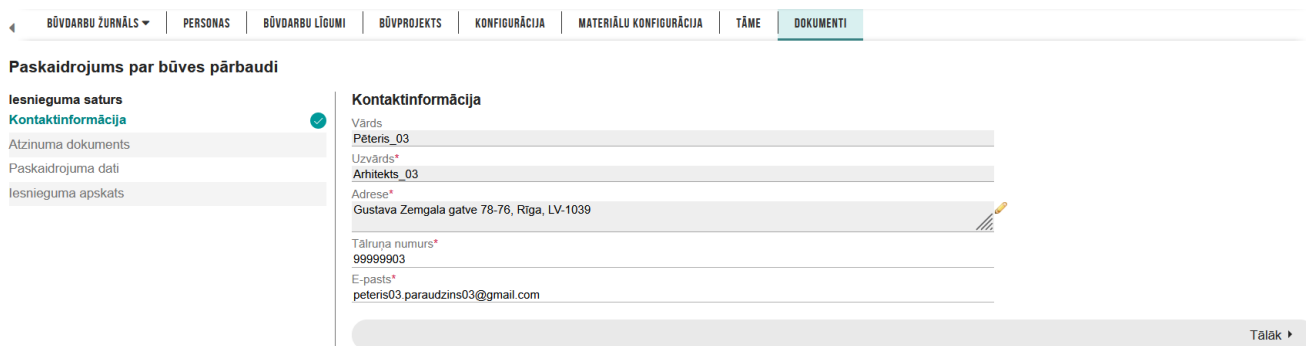 BŪVDARBU ŽURNĀLS PERSONAS BŪVDARBU LĪGUMI BŪVPROJEKTS KONFIGURĀCIJA MATERIĀLU KONFIGURĀCIJA TĀME DOKUMENTI
Paskaidrojums par būves pārbaudi
Iesnieguma saturs
Kontaktinformācija
Atzinuma dokuments
Paskaidrojuma dati
Iesnieguma apskats
Kontaktinformācija
Vārds
Pēteris_03
Uzvārds*
Arhitekts_03
Adrese*
Gustava Zemgala gatve 78-76, Rīga, LV-1039
Tālruņa numurs*
99999903
E-pasts*
peteris03.paraudzins03@gmail.com
Tālāk